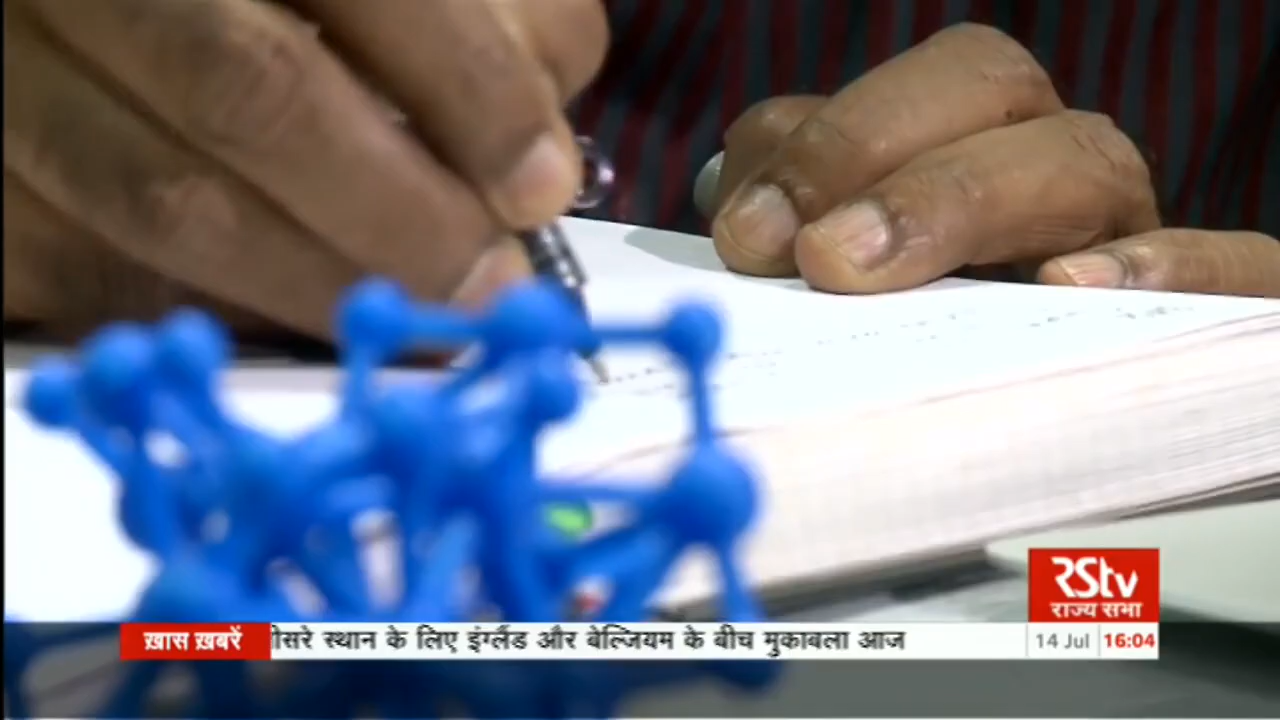 RSTV
राज्य सभा
ख़ास ख़बरें
ीसरे स्थान के लिए इंग्लैंड और बेल्जियम के बीच मुकाबला आज
14 Jul 16:04